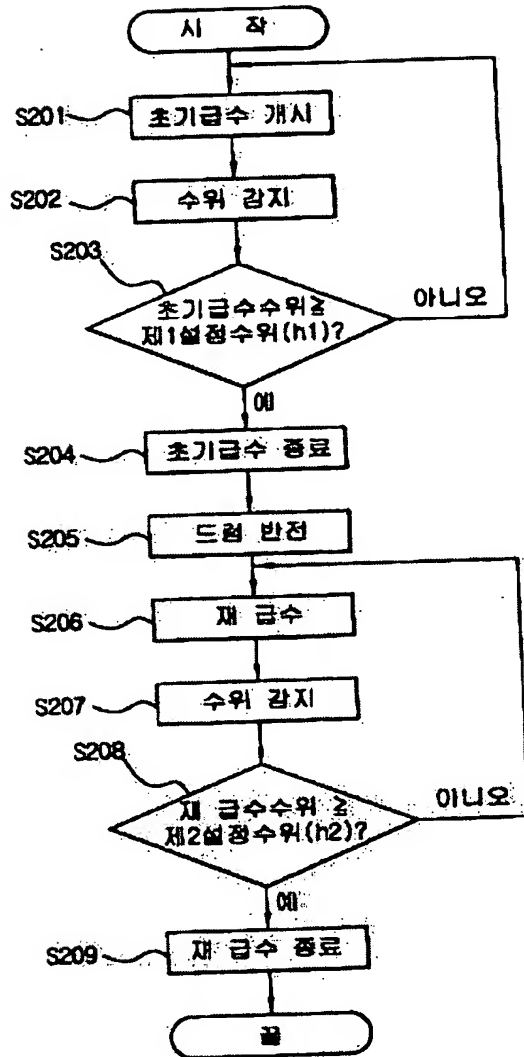 시 작
S201
초기급수 개시
S202
수위 감지
S203
초기급수수위≧
제1설정수위(h1)?
아니오
예
S204
초기급수 종료
S205
드럼 반전
S206
재 급수
S207
수위 감지
S208
재 급수수위 ≧
제2설정수위(h2)?
아니오
예
S209
재 급수 종료
끝